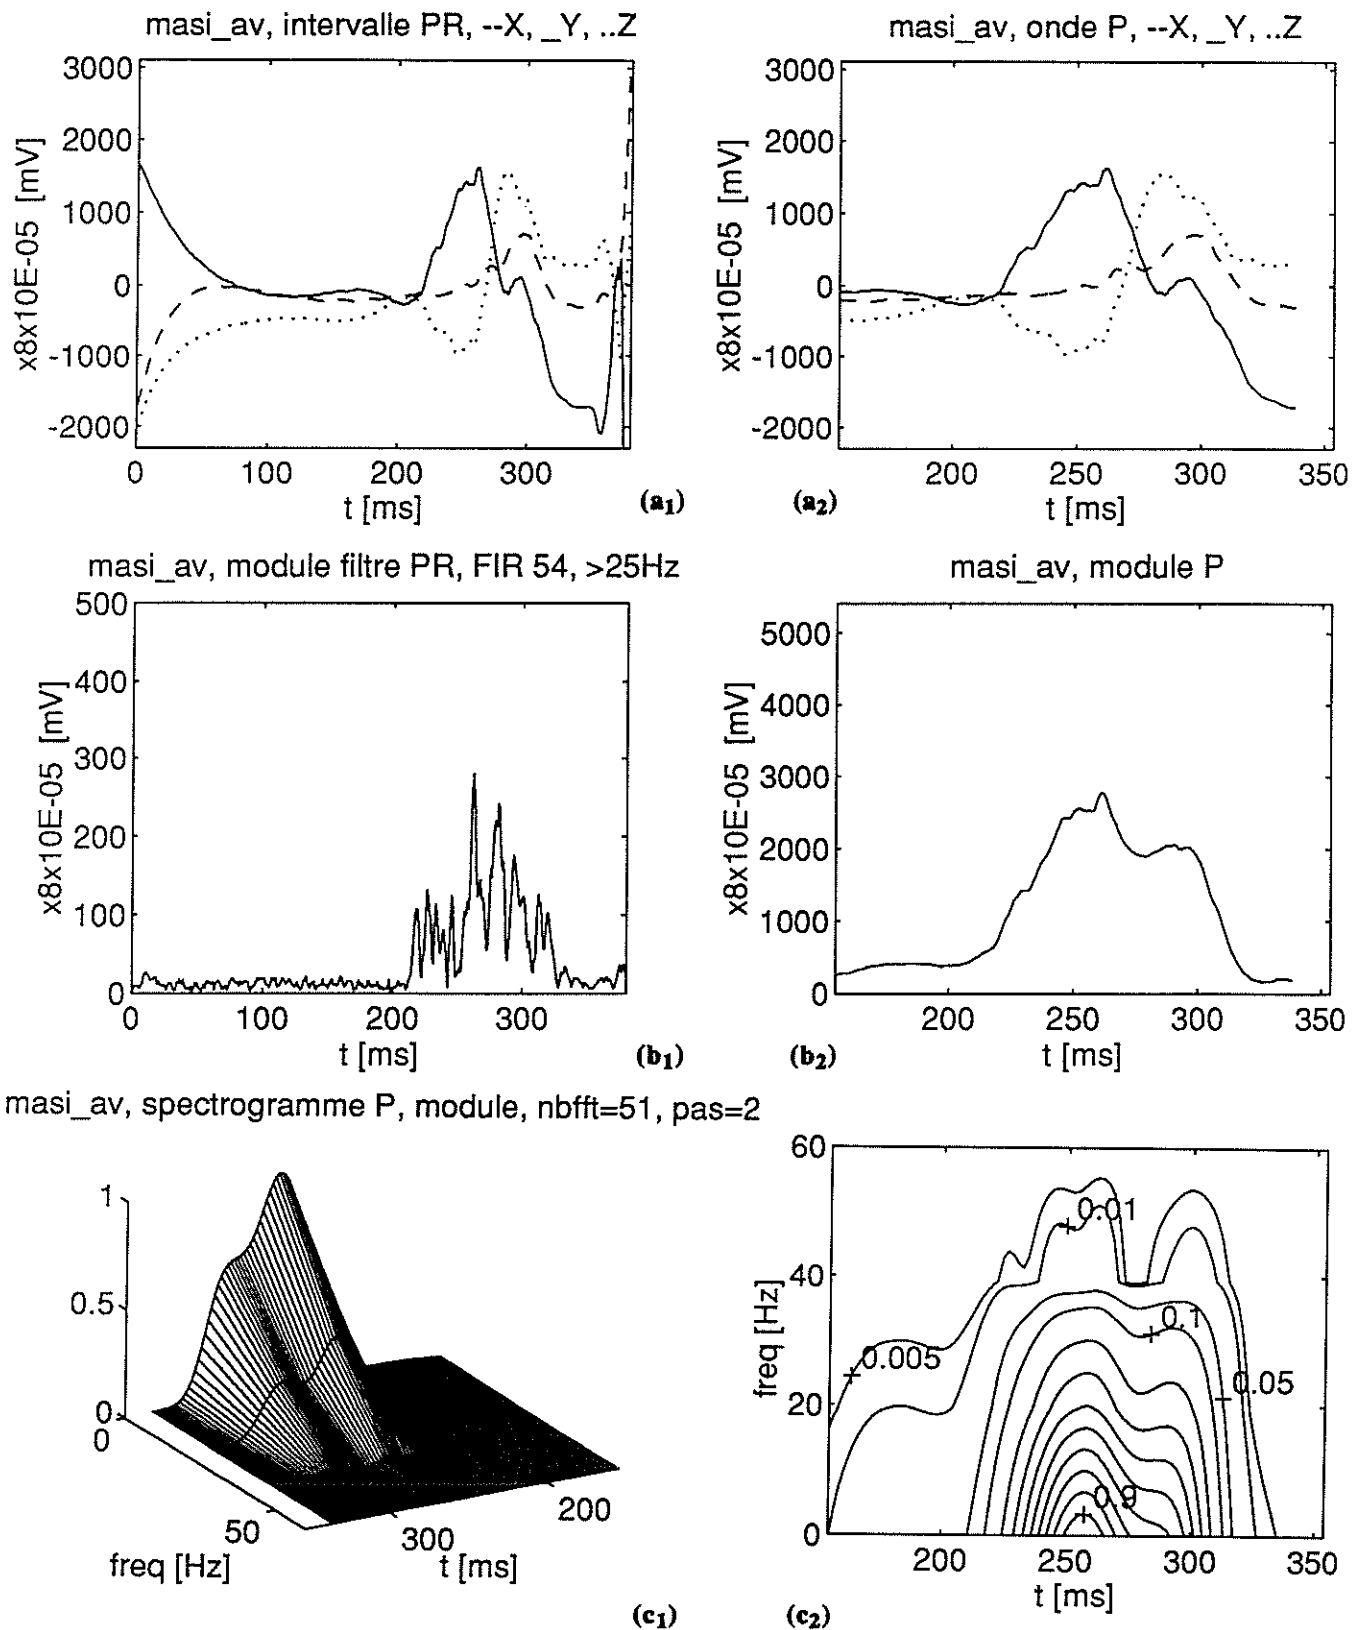 masi_av, intervalle PR, --X, _Y, ..Z
x8x10E-05 [mV]
3000
2000
1000
0
-1000
-2000
0
100
200
300
t [ms]
(a1)
masi_av, onde P, --X, _Y, ..Z
x8x10E-05 [mV]
3000
2000
1000
0
-1000
-2000
200
250
300
350
t [ms]
(a2)
masi_av, module filtre PR, FIR 54, >25Hz
x8x10E-05 [mV]
500
400
300
200
100
0
0
100
200
300
t [ms]
(b1)
masi_av, module P
x8x10E-05 [mV]
5000
4000
3000
2000
1000
0
200
250
300
350
t [ms]
(b2)
masi_av, spectrogramme P, module, nbfft=51, pas=2
1
0.5
0
0
50
freq [Hz]
300
200
t [ms]
(c1)
freq [Hz]
60
40
20
0
0.01
0.1
0.005
0.05
0.9
200
250
300
350
t [ms]
(c2)